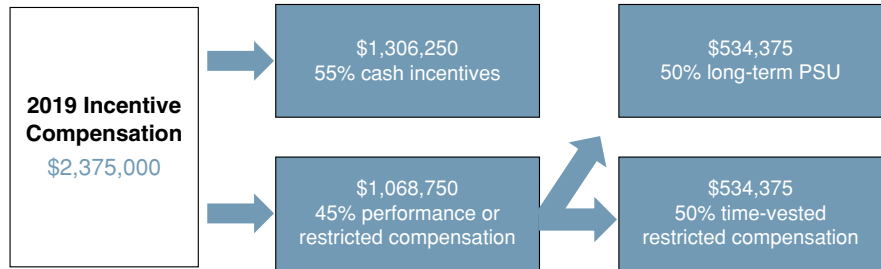 2019 Incentive
Compensation
$2,375,000
$1,306,250
55% cash incentives
$534,375
50% long-term PSU
$1,068,750
45% performance or
restricted compensation
$534,375
50% time-vested
restricted compensation